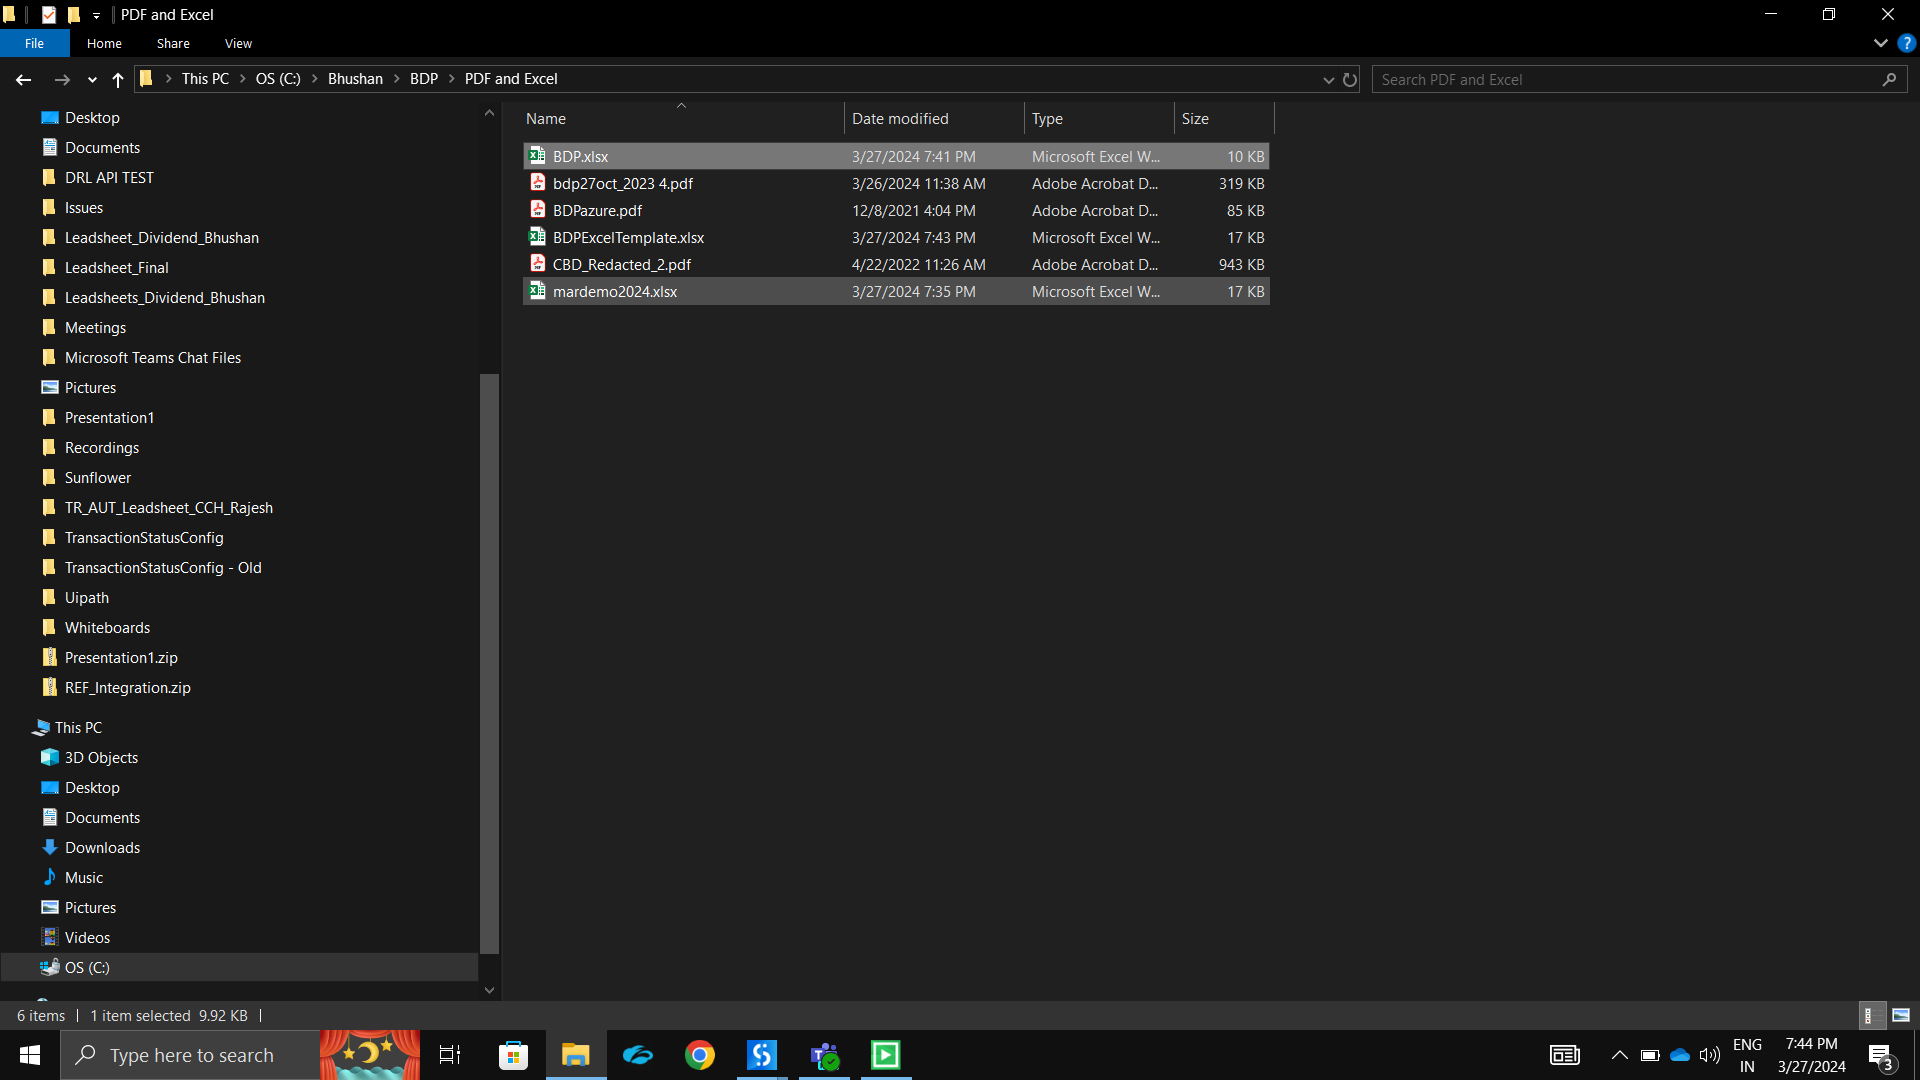 PDF and Excel
File Home Share View
This PC OS (C:) Bhushan BDP PDF and Excel
Search PDF and Excel
Desktop
Documents
DRL API TEST
Issues
Leadsheet_Dividend_Bhushan
Leadsheet_Final
Leadsheets_Dividend_Bhushan
Meetings
Microsoft Teams Chat Files
Pictures
Presentation1
Recordings
Sunflower
TR_AUT_Leadsheet_CCH_Rajesh
TransactionStatusConfig
TransactionStatusConfig - Old
Uipath
Whiteboards
Presentation1.zip
REF_Integration.zip
This PC
3D Objects
Desktop
Documents
Downloads
Music
Pictures
Videos
OS (C:)
Name Date modified Type Size
BDP.xlsx 3/27/2024 7:41 PM Microsoft Excel W... 10 KB
bdp27oct_2023 4.pdf 3/26/2024 11:38 AM Adobe Acrobat D... 319 KB
BDPazure.pdf 12/8/2021 4:04 PM Adobe Acrobat D... 85 KB
BDPExcelTemplate.xlsx 3/27/2024 7:43 PM Microsoft Excel W... 17 KB
CBD_Redacted_2.pdf 4/22/2022 11:26 AM Adobe Acrobat D... 943 KB
mardemo2024.xlsx 3/27/2024 7:35 PM Microsoft Excel W... 17 KB
6 items 1 item selected 9.92 KB
Type here to search
ENG
IN
7:44 PM
3/27/2024
3